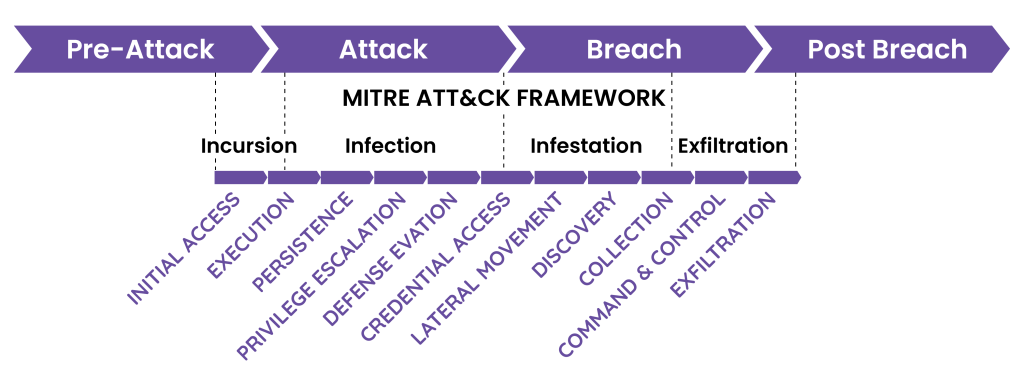 Pre-Attack
Attack
Breach
Post Breach
MITRE ATT&CK FRAMEWORK
Incursion
Infection
Infestation
Exfiltration
INITIAL ACCESS
EXECUTION
PERSISTENCE
PRIVILEGE ESCALATION
DEFENSE EVATION
CREDENTIAL ACCESS
LATERAL MOVEMENT
DISCOVERY
COLLECTION
COMMAND & CONTROL
EXFILTRATION